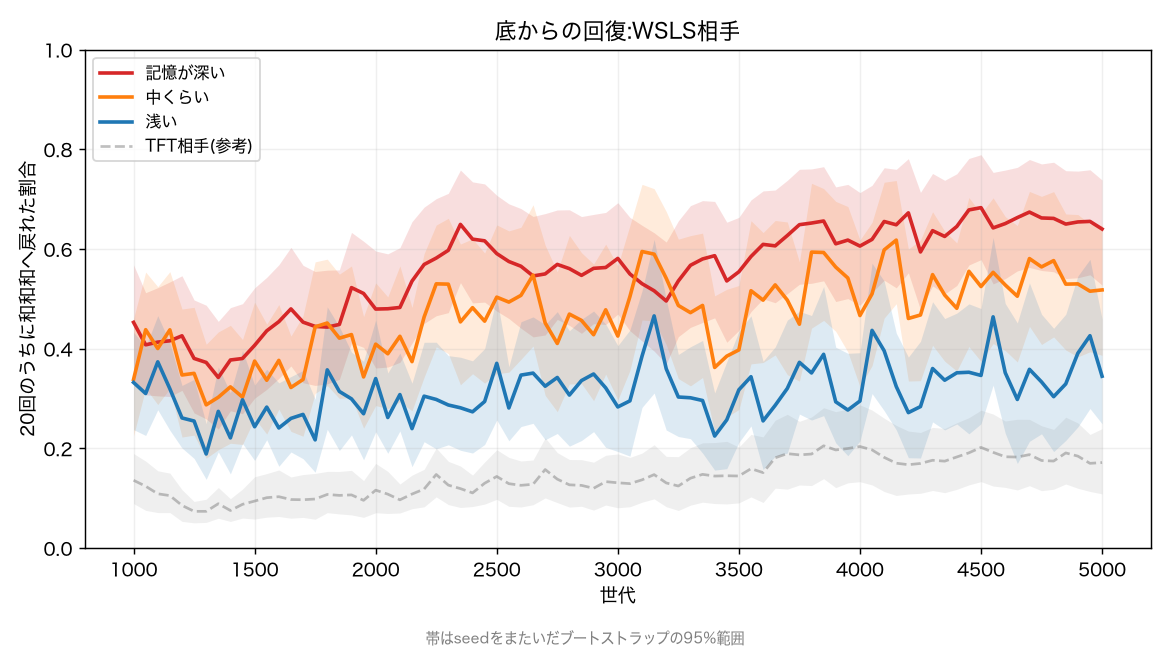 底からの回復:WSLS相手
1.0
0.8
0.6
0.4
0.2
0.0
20回のうちに和和和へ戻れた割合
記憶が深い
中くらい
浅い
TFT相手(参考)
1000 1500 2000 2500 3000 3500 4000 4500 5000
世代
帯はseedをまたいだブートストラップの95%範囲